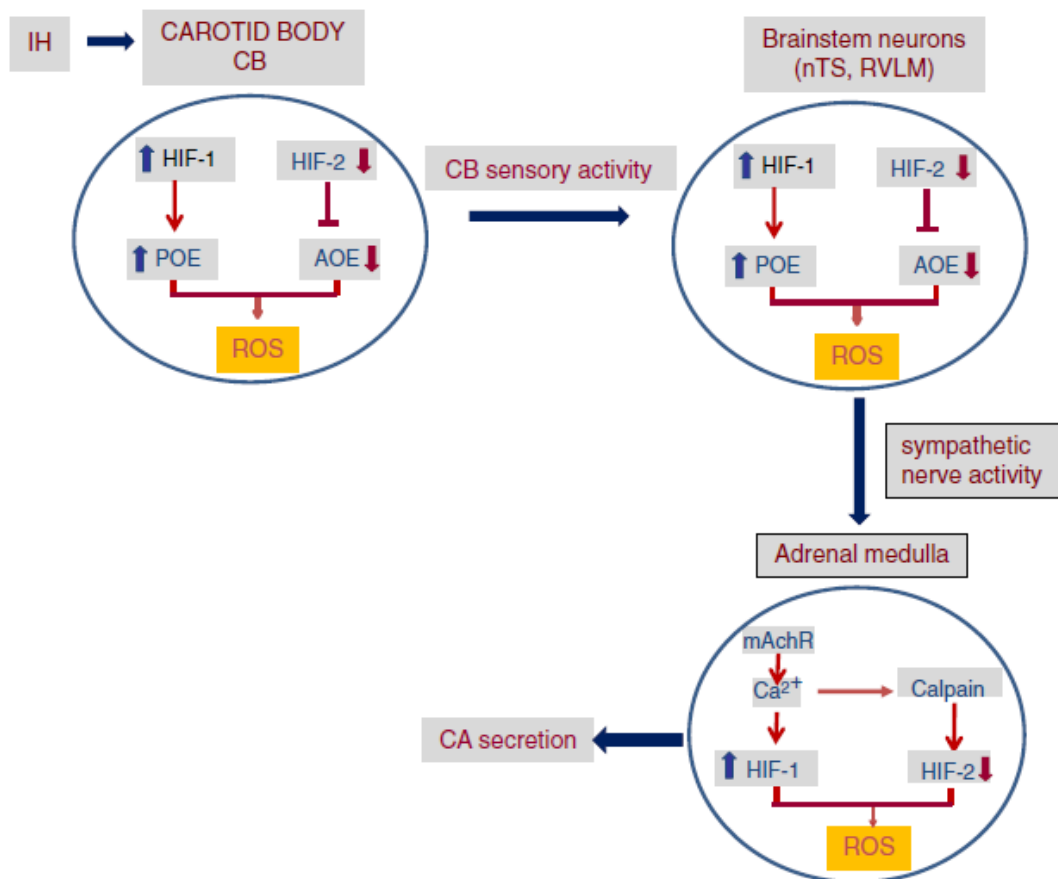 IH
CAROTID BODY
CB
HIF-1
HIF-2
POE
AOE
ROS
CB sensory activity
Brainstem neurons
(nTS, RVLM)
HIF-1
HIF-2
POE
AOE
ROS
sympathetic
nerve activity
Adrenal medulla
mAchR
Ca²⁺
Calpain
HIF-1
HIF-2
ROS
CA secretion